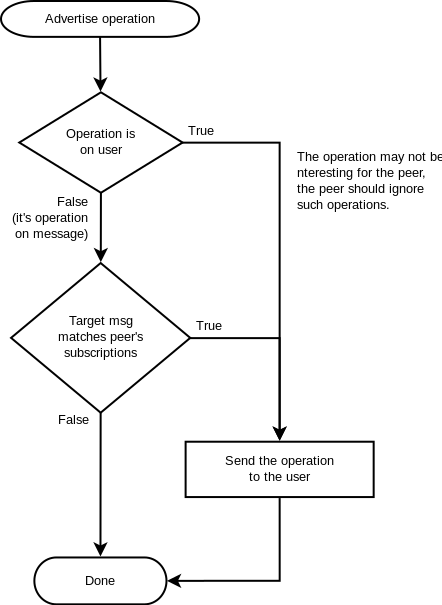 Advertise operation
Operation is
on user
True
The operation may not be
nteresting for the peer,
the peer should ignore
such operations.
False
(it's operation
on message)
Target msg
matches peer's
subscriptions
True
False
Send the operation
to the user
Done